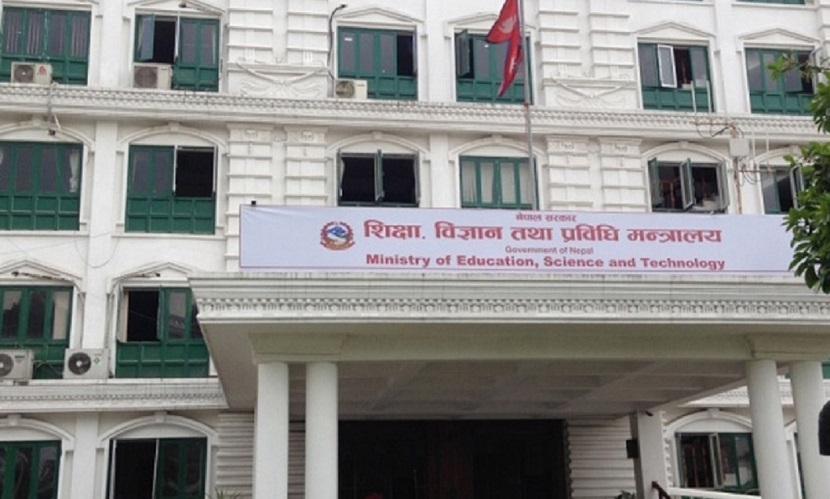 नेपाल सरकार
शिक्षा. विज्ञान तथा प्रविधि मन्त्रालय
Government of Nepal
Ministry of Education, Science and Technology